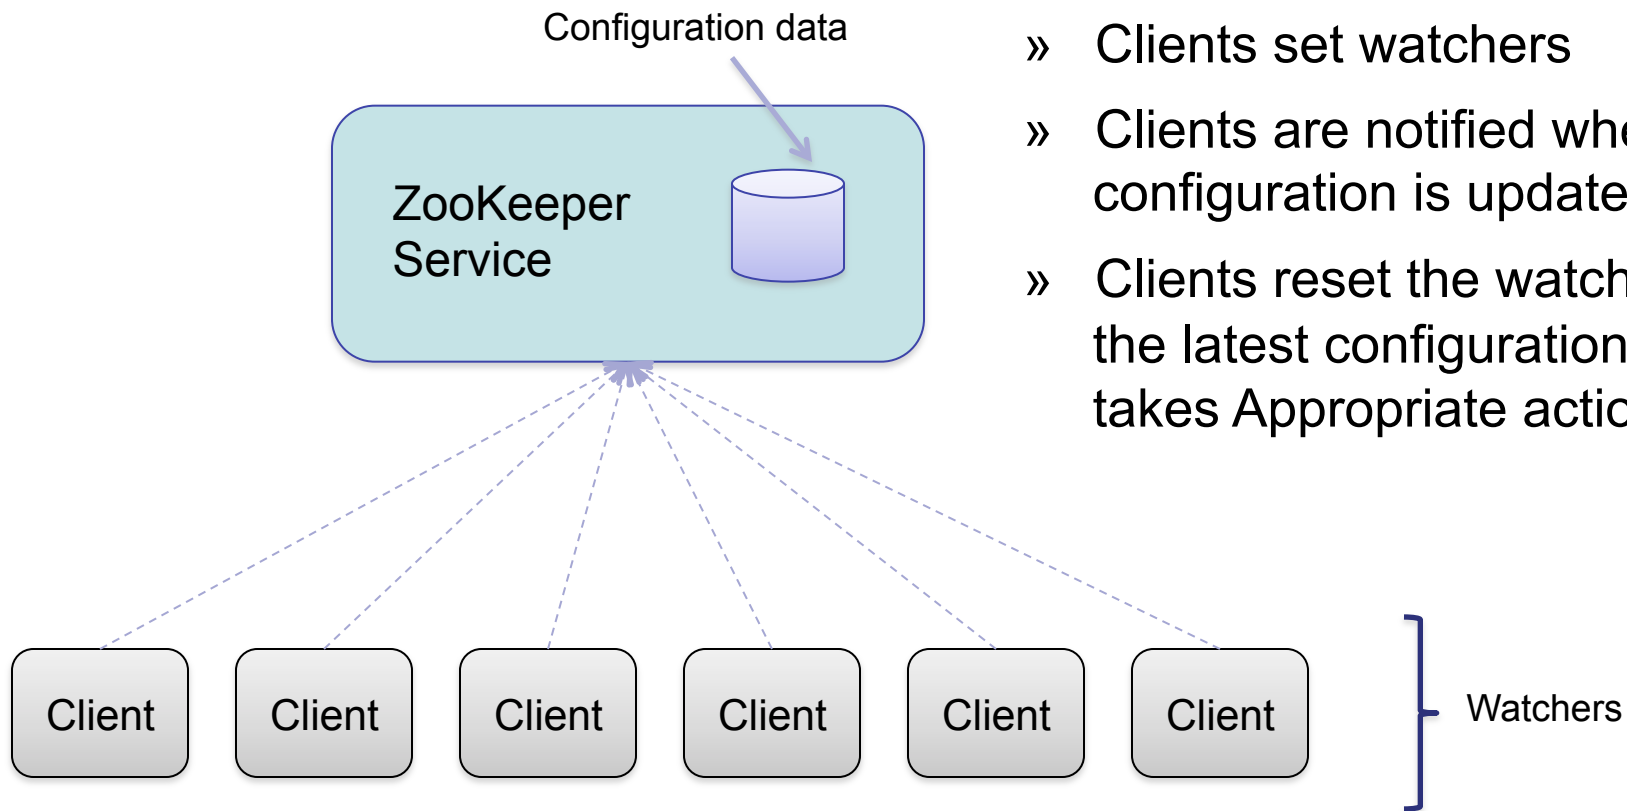 Configuration data
ZooKeeper
Service
» Clients set watchers
» Clients are notified whe
configuration is update
» Clients reset the watch
the latest configuration
takes Appropriate actio
Client Client Client Client Client Client
Watchers